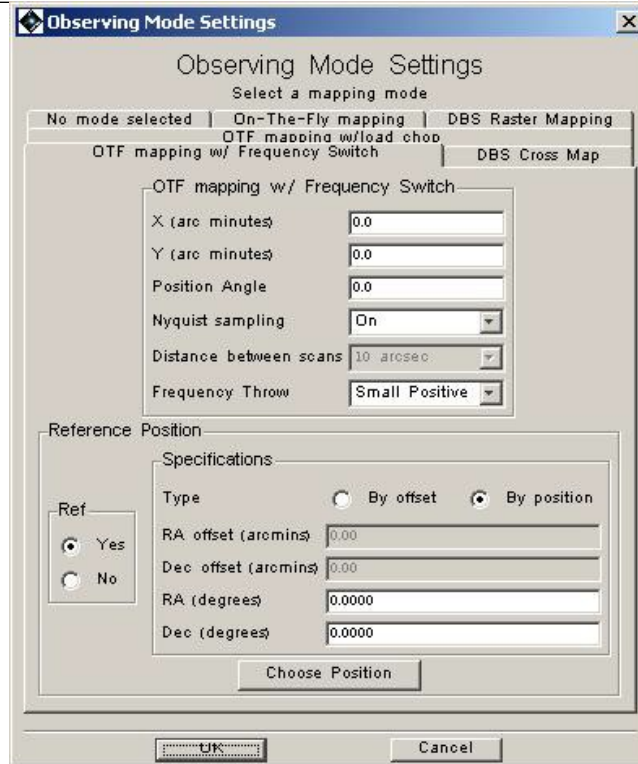 Observing Mode Settings
Observing Mode Settings
Select a mapping mode
No mode selected On-The-Fly mapping DBS Raster Mapping
OTF mapping w/load chop
OTF mapping w/ Frequency Switch DBS Cross Map
OTF mapping w/ Frequency Switch
X (arc minutes) 0.0
Y (arc minutes) 0.0
Position Angle 0.0
Nyquist sampling On
Distance between scans 10 arcsec
Frequency Throw Small Positive
Reference Position
Specifications
Type By offset By position
Ref
Yes
No
RA offset (arcmins) 0.00
Dec offset (arcmins) 0.00
RA (degrees) 0.0000
Dec (degrees) 0.0000
Choose Position
OK Cancel